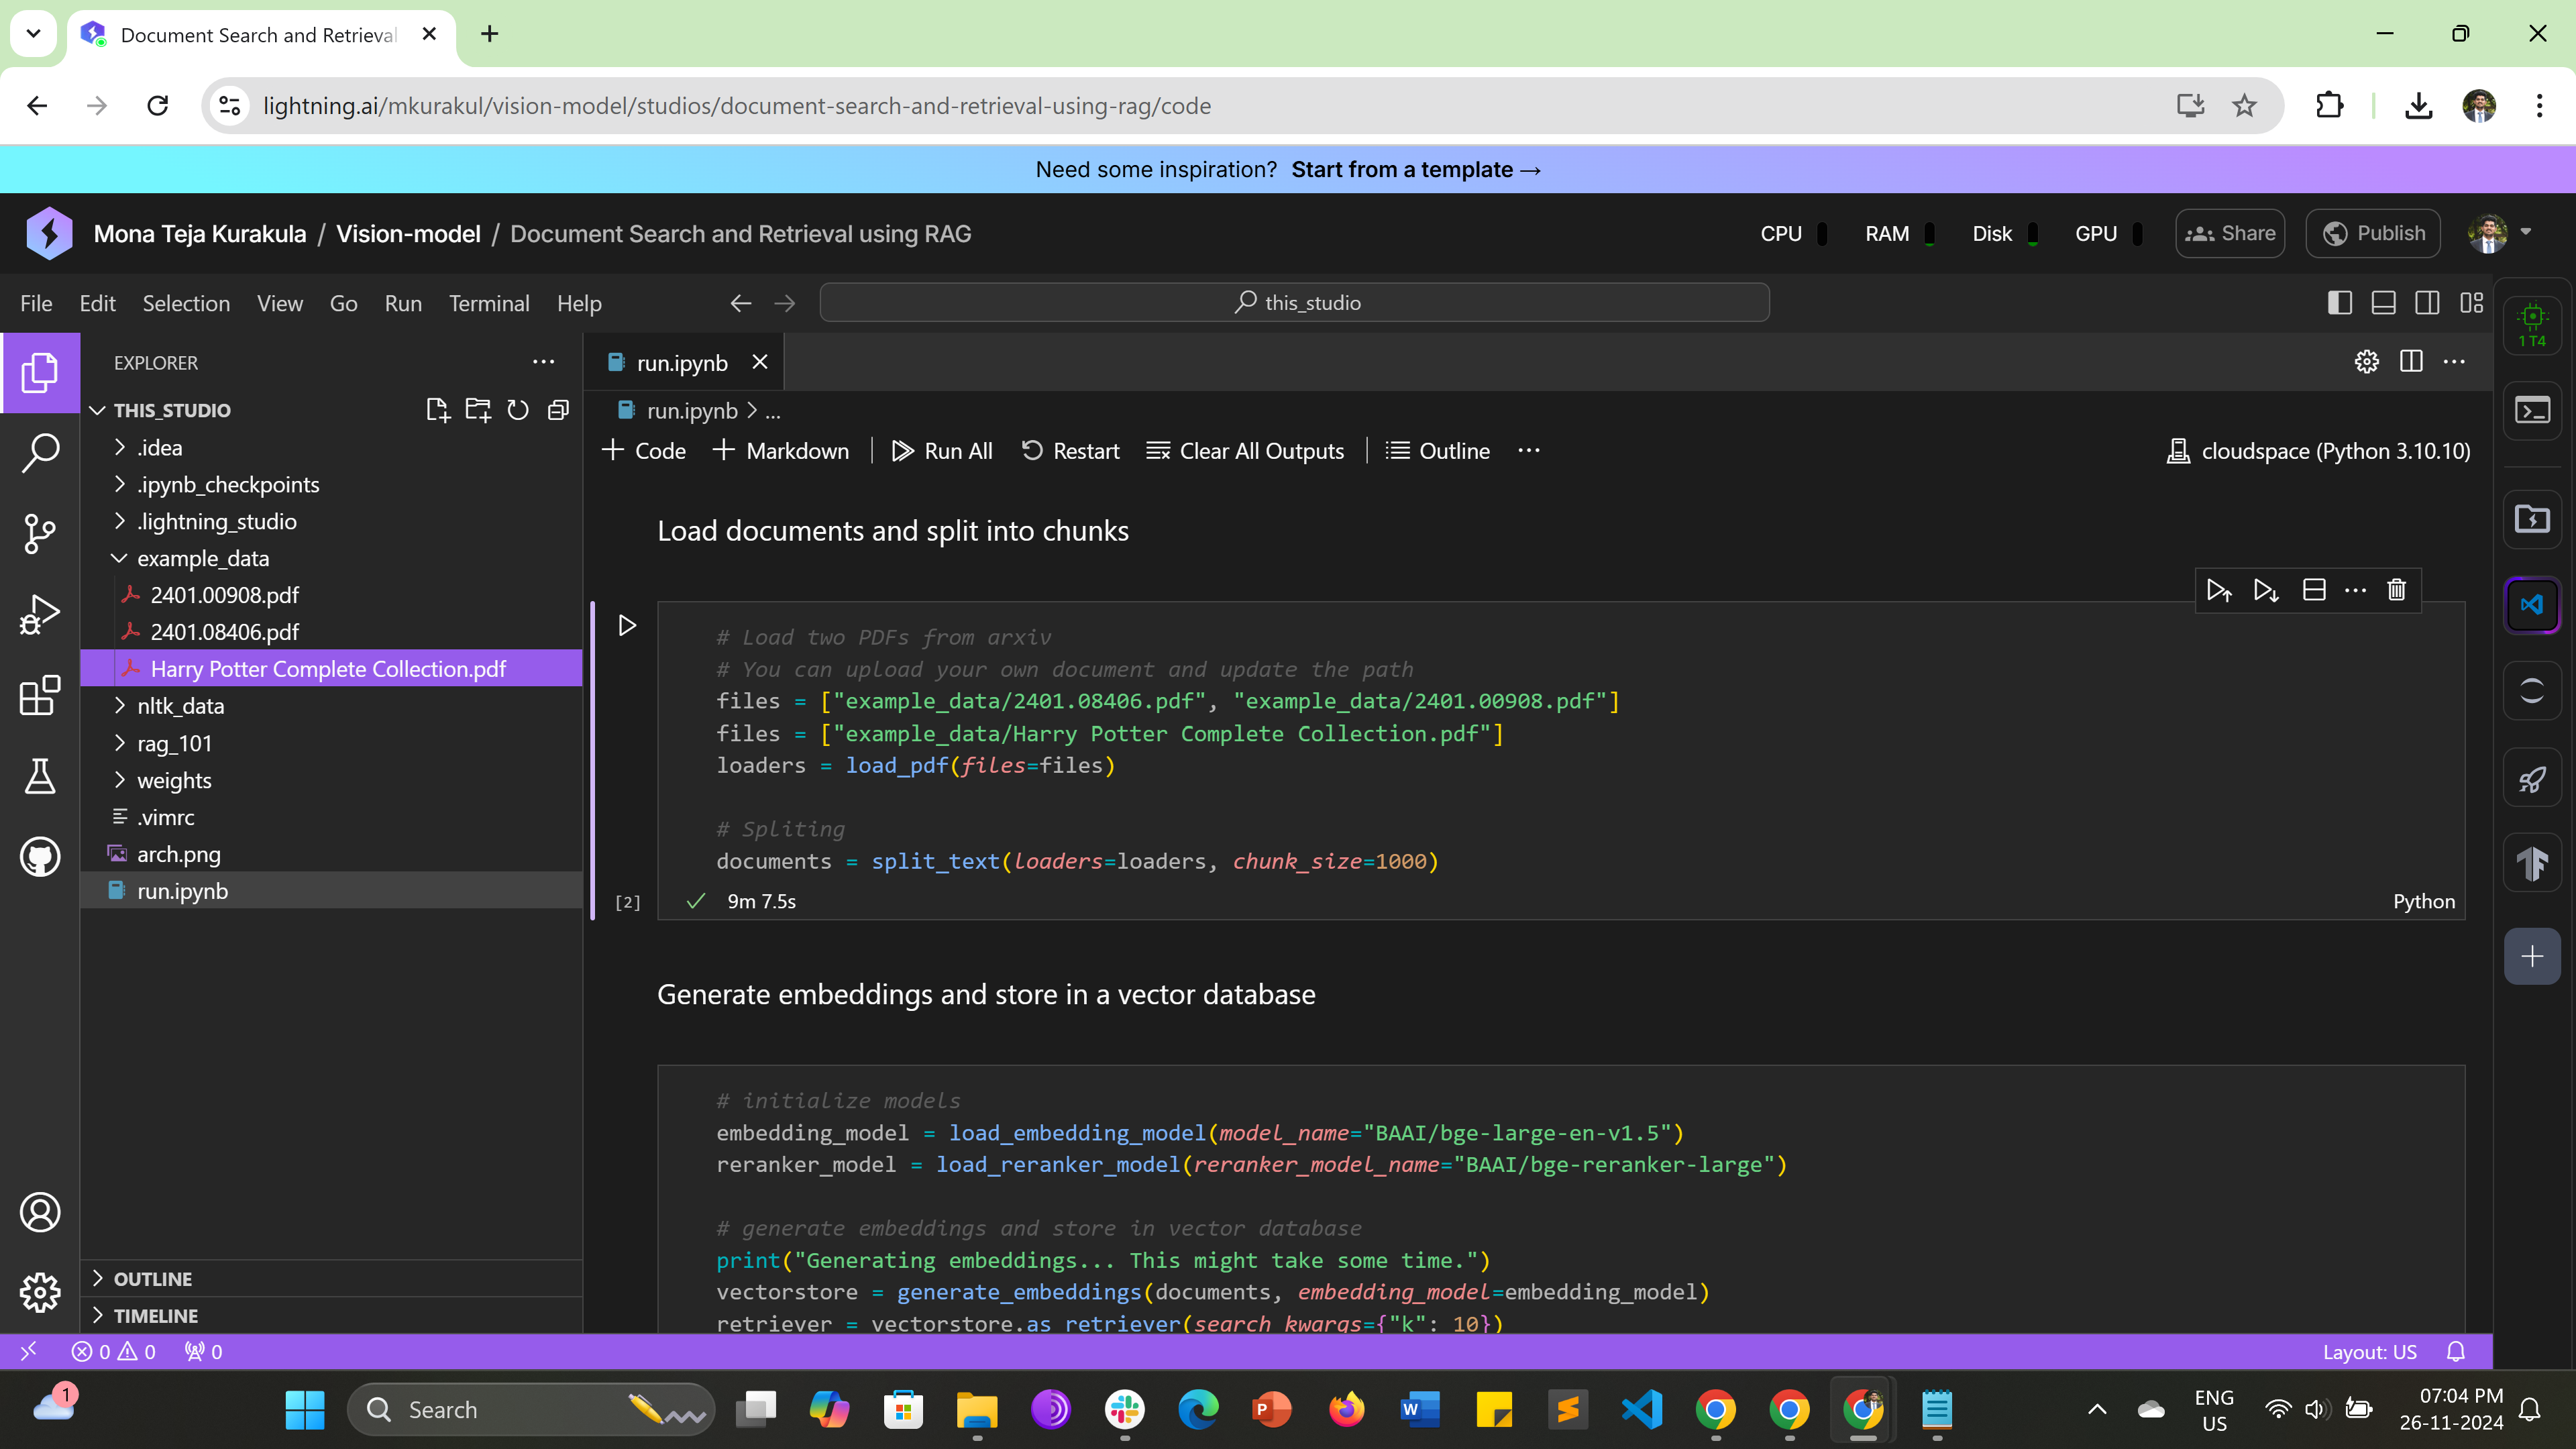 Document Search and Retrieval
lightning.ai/mkurakul/vision-model/studios/document-search-and-retrieval-using-rag/code
Need some inspiration? Start from a template →
Mona Teja Kurakula / Vision-model / Document Search and Retrieval using RAG
CPU RAM Disk GPU Share Publish
File Edit Selection View Go Run Terminal Help
this_studio
1 T4
EXPLORER
THIS_STUDIO
.idea
.ipynb_checkpoints
.lightning_studio
example_data
2401.00908.pdf
2401.08406.pdf
Harry Potter Complete Collection.pdf
nltk_data
rag_101
weights
.vimrc
arch.png
run.ipynb
OUTLINE
TIMELINE
run.ipynb
run.ipynb > ...
+ Code + Markdown Run All Restart Clear All Outputs Outline ...
cloudspace (Python 3.10.10)
Load documents and split into chunks
# Load two PDFs from arxiv
# You can upload your own document and update the path
files = ["example_data/2401.08406.pdf", "example_data/2401.00908.pdf"]
files = ["example_data/Harry Potter Complete Collection.pdf"]
loaders = load_pdf(files=files)
# Spliting
documents = split_text(loaders=loaders, chunk_size=1000)
[2] 9m 7.5s Python
Generate embeddings and store in a vector database
# initialize models
embedding_model = load_embedding_model(model_name="BAAI/bge-large-en-v1.5")
reranker_model = load_reranker_model(reranker_model_name="BAAI/bge-reranker-large")
# generate embeddings and store in vector database
print("Generating embeddings... This might take some time.")
vectorstore = generate_embeddings(documents, embedding_model=embedding_model)
retriever = vectorstore.as_retriever(search_kwargs={"k": 10})
0 0 0
Layout: US
1
Search
ENG
US
07:04 PM
26-11-2024